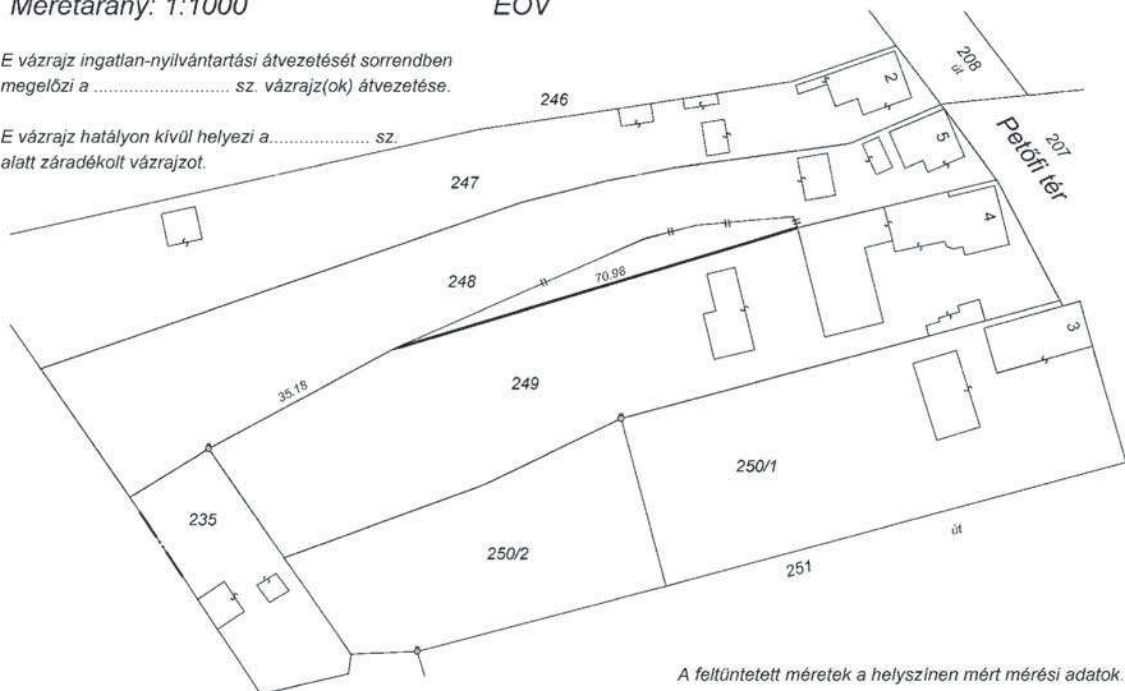 Méretarány: 1:1000
EOV
E vázrajz ingatlan-nyilvántartási átvezetését sorrendben
megelőzi a ............................ sz. vázrajz(ok) átvezetése.
E vázrajz hatályon kívül helyezi a.................... sz.
alatt záradékolt vázrajzot.
208
út
246
2
5
207
Petőfi tér
247
4
248
70.98
3
35.18
249
250/1
235
250/2
út
251
A feltüntetett méretek a helyszínen mért mérési adatok.